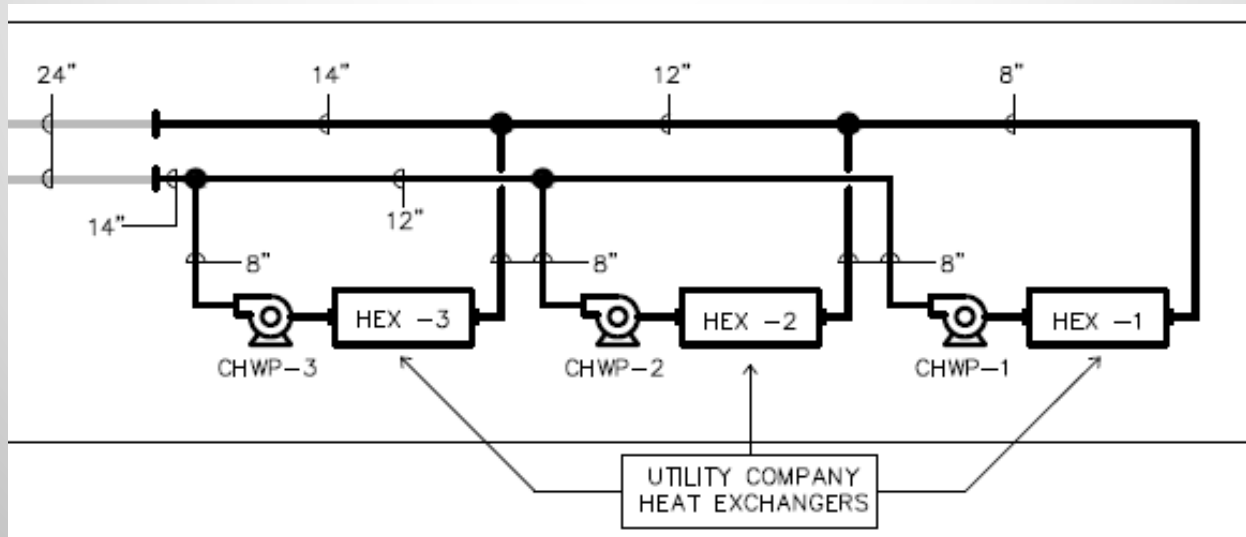 24”
14”
12”
8”
14”
12”
8”
8”
8”
HEX -3
HEX -2
HEX -1
CHWP-3
CHWP-2
CHWP-1
UTILITY COMPANY
HEAT EXCHANGERS